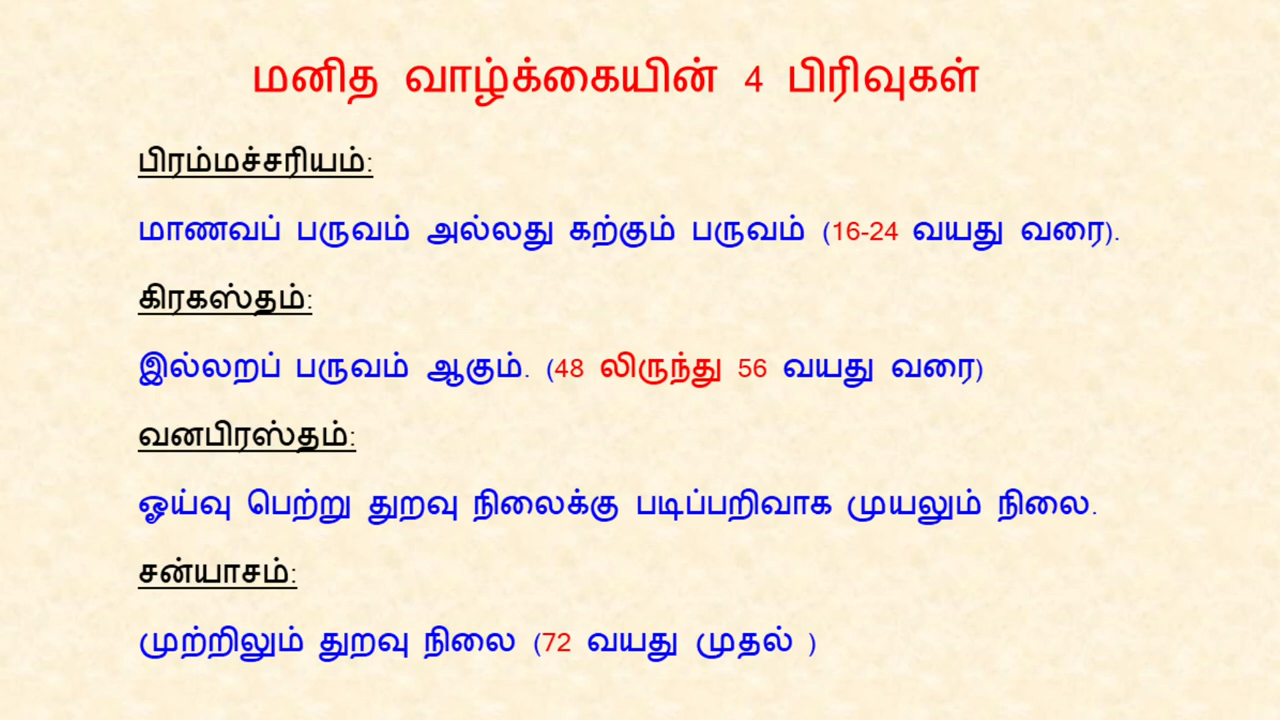 மனித வாழ்க்கையின் 4 பிரிவுகள்
பிரம்மச்சரியம்:
மாணவப் பருவம் அல்லது கற்கும் பருவம் (16-24 வயது வரை).
கிரகஸ்தம்:
இல்லறப் பருவம் ஆகும். (48 லிருந்து 56 வயது வரை)
வனபிரஸ்தம்:
ஓய்வு பெற்று துறவு நிலைக்கு படிப்பறிவாக முயலும் நிலை.
சன்யாசம்:
முற்றிலும் துறவு நிலை (72 வயது முதல் )